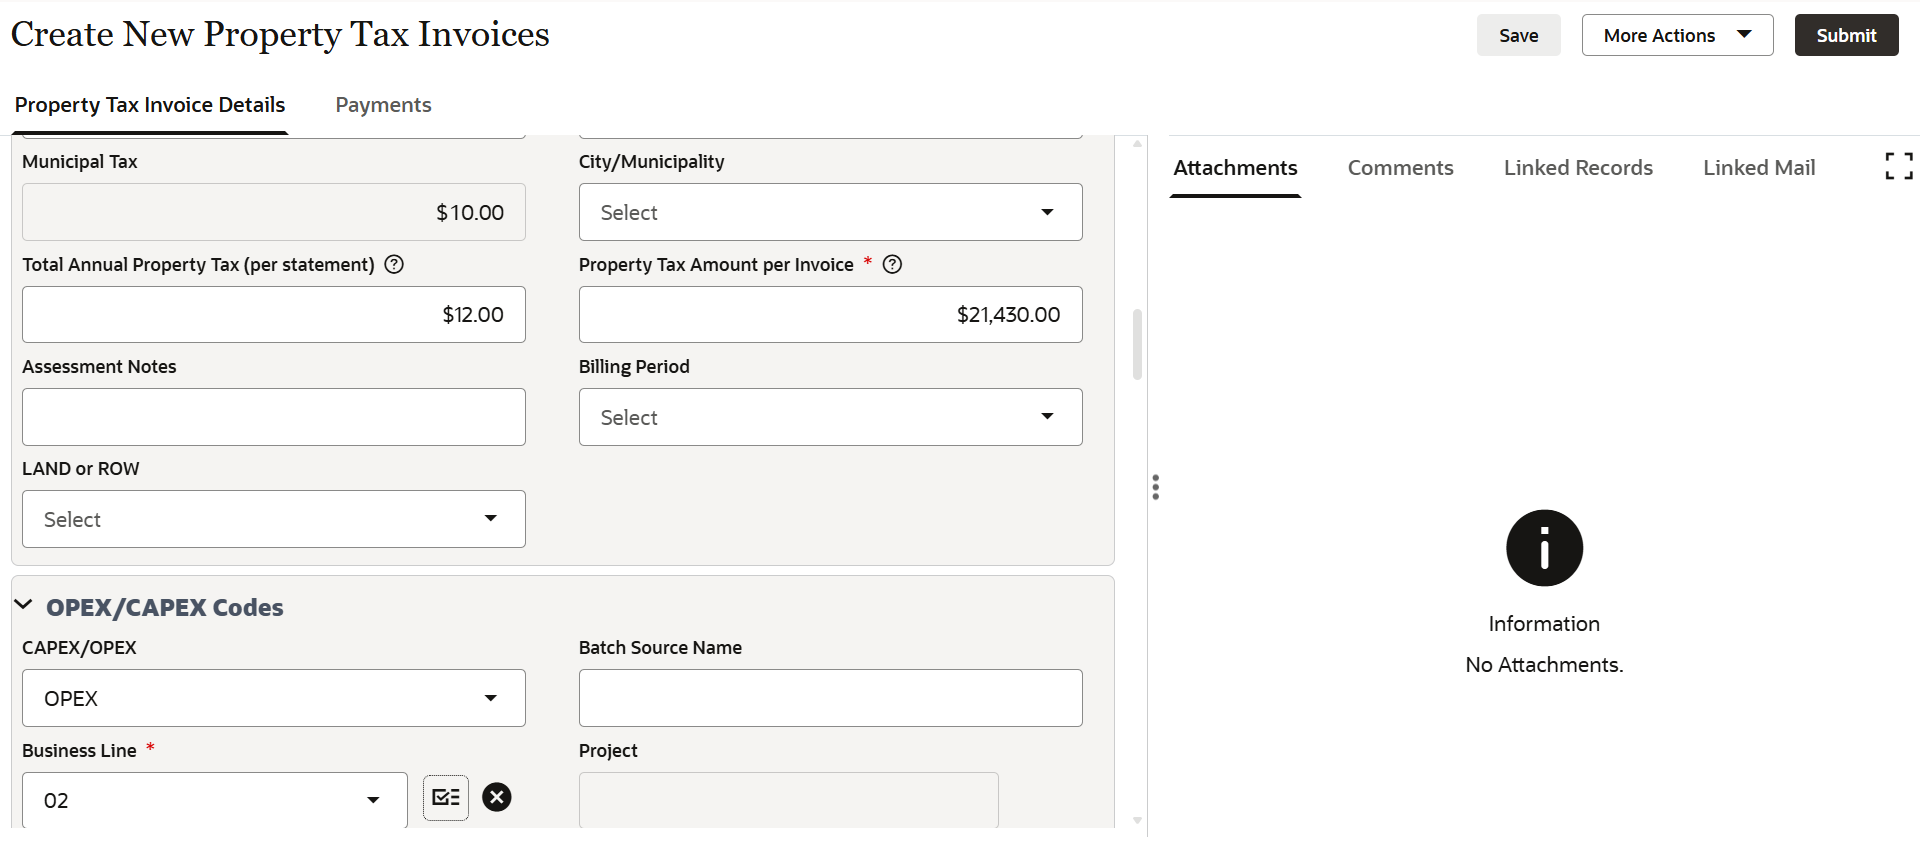 Create New Property Tax Invoices
Save
More Actions
Submit
Property Tax Invoice Details
Payments
Municipal Tax
City/Municipality
$10.00
Select
Total Annual Property Tax (per statement)
Property Tax Amount per Invoice *
$12.00
$21,430.00
Assessment Notes
Billing Period
Select
LAND or ROW
Select
OPEX/CAPEX Codes
CAPEX/OPEX
Batch Source Name
OPEX
Business Line *
Project
02
Attachments
Comments
Linked Records
Linked Mail
Information
No Attachments.